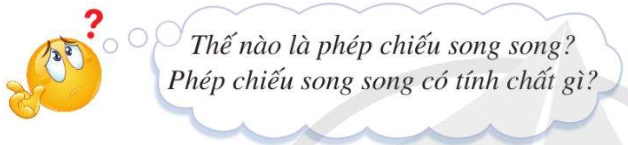 ?
Thế nào là phép chiếu song song?
Phép chiếu song song có tính chất gì?